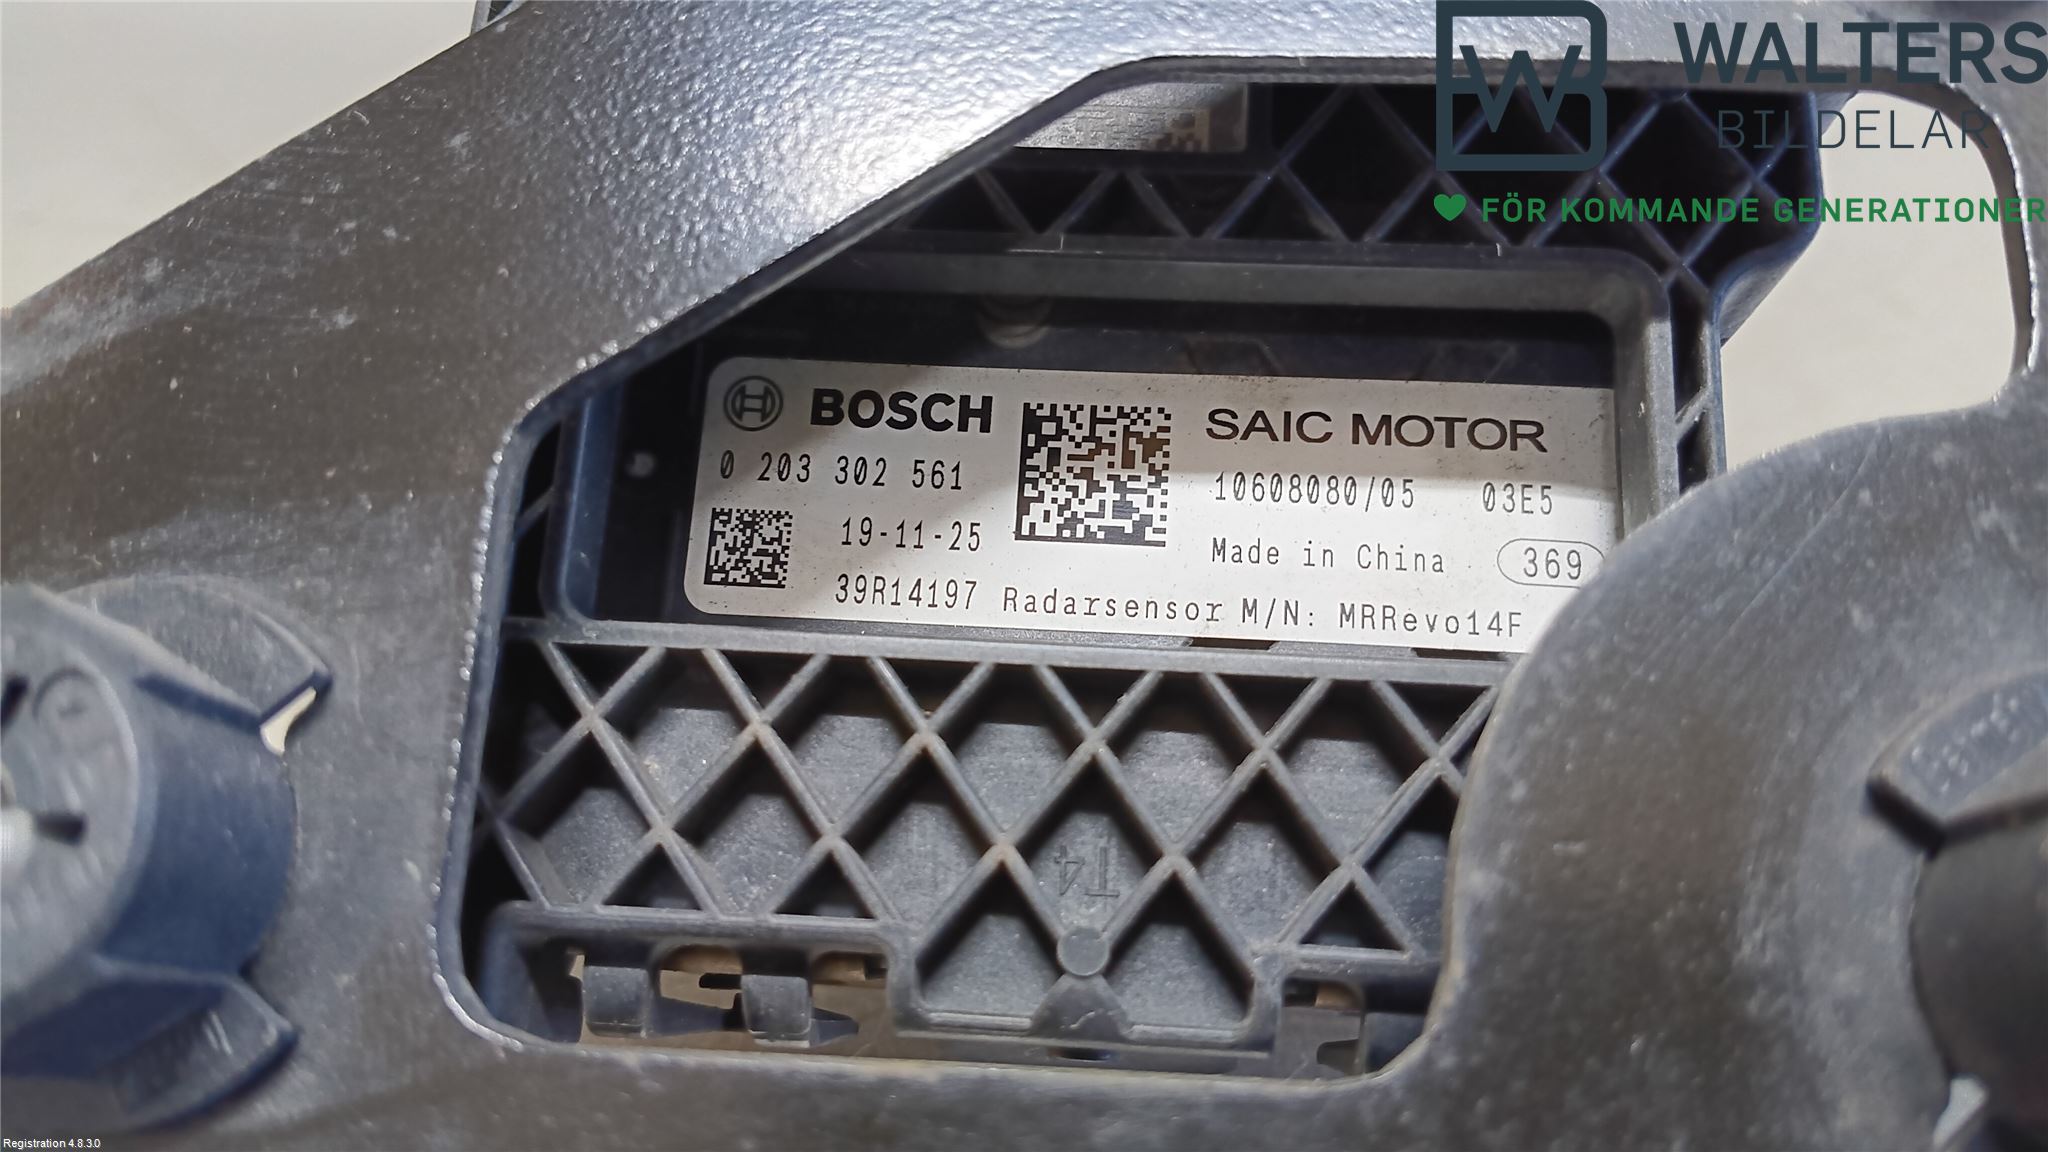 WALTERS
BILDELAR
FÖR KOMMANDE GENERATIONER
BOSCH
SAIC MOTOR
0 203 302 561
10608080/05 03E5
19-11-25
Made in China 369
39R14197 Radarsensor M/N: MRRevo14F
T4
Registration 4.8.3.0